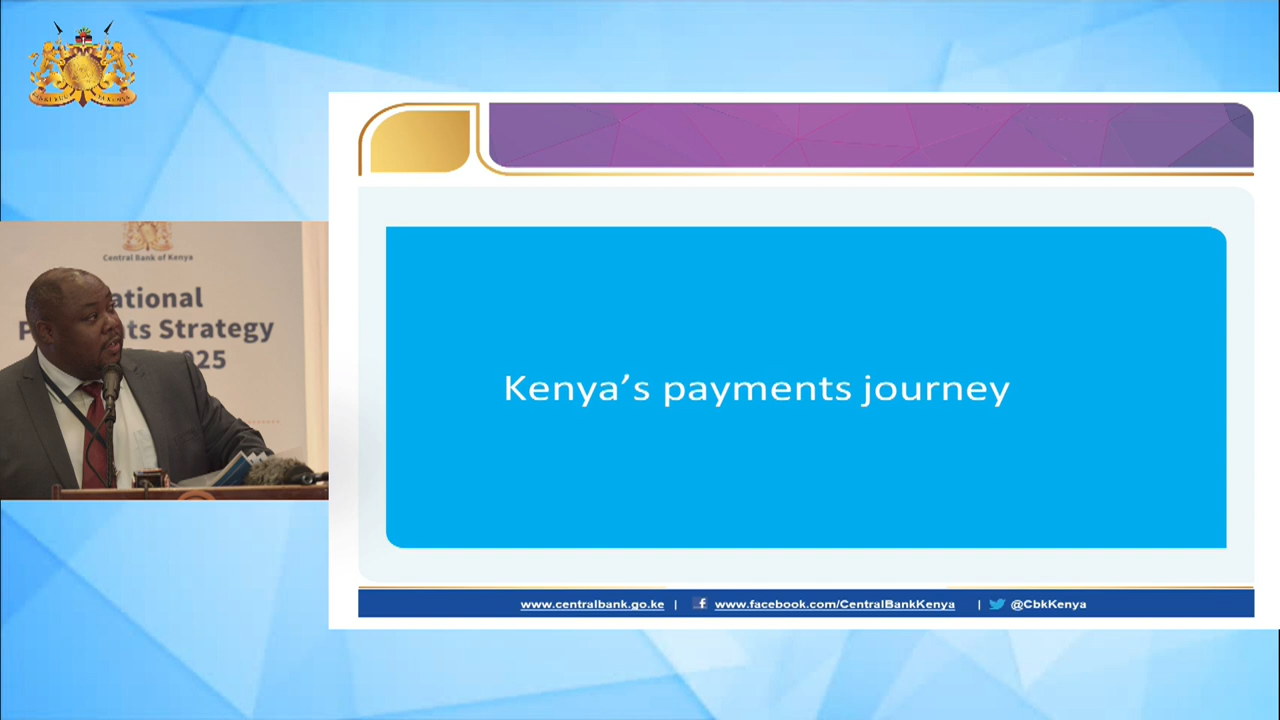 Central Bank of Kenya
ational
P ts Strategy
025
Kenya’s payments journey
www.centralbank.go.ke | f www.facebook.com/CentralBankKenya | @CbkKenya